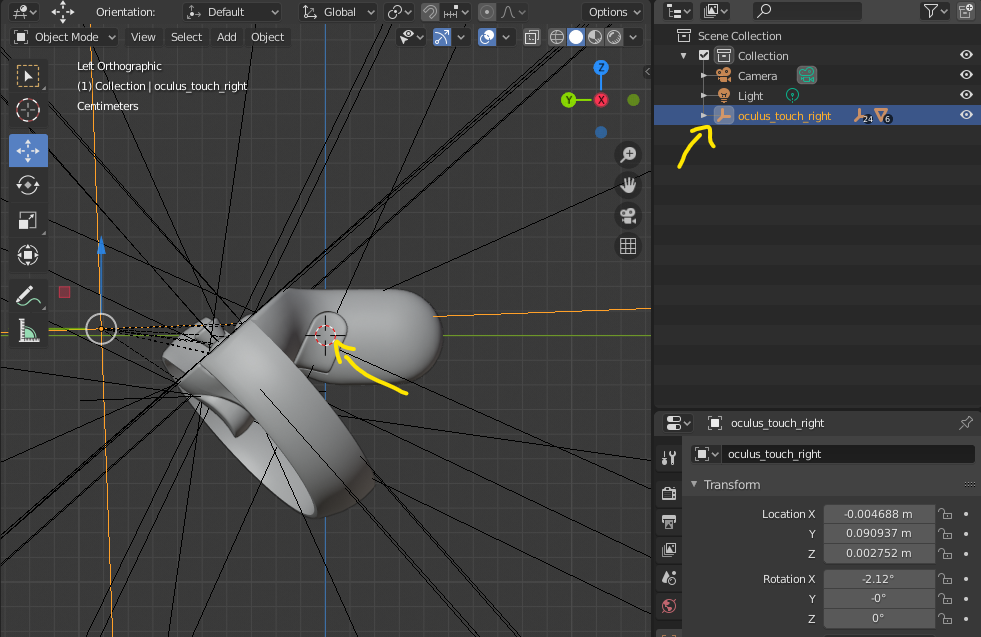 Orientation: Default Global Options
Object Mode View Select Add Object
Left Orthographic
(1) Collection | oculus_touch_right
Centimeters
Z
Y X
Scene Collection
Collection
Camera
Light
oculus_touch_right 24 6
oculus_touch_right
oculus_touch_right
Transform
Location X -0.004688 m
Y 0.090937 m
Z 0.002752 m
Rotation X -2.12°
Y -0°
Z 0°